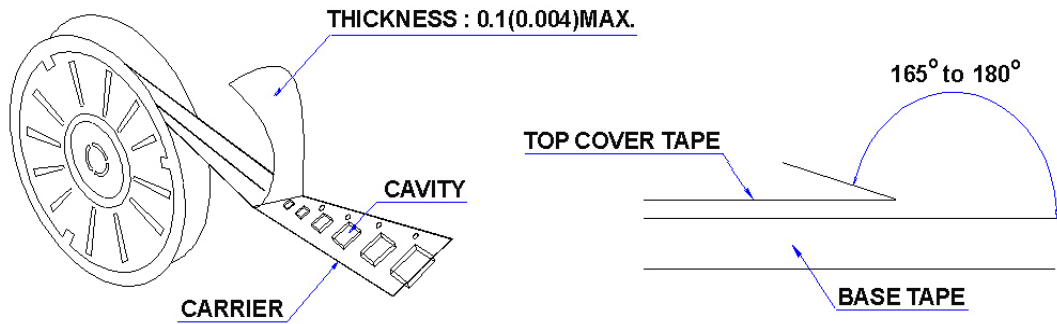 THICKNESS : 0.1(0.004)MAX.
165° to 180°
TOP COVER TAPE
CAVITY
BASE TAPE
CARRIER